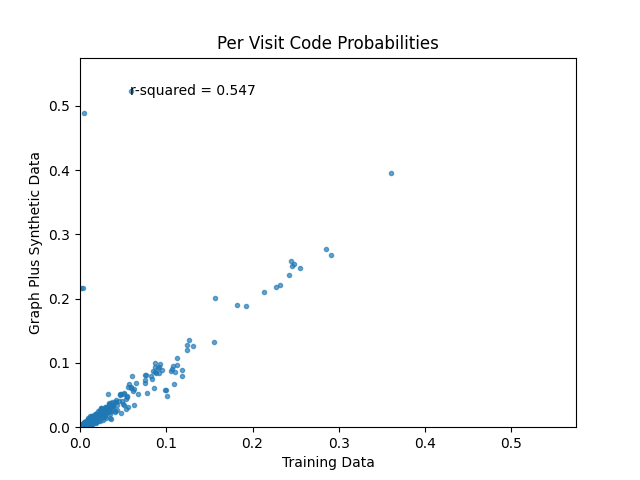 Per Visit Code Probabilities
r-squared = 0.547
Graph Plus Synthetic Data
0.5
0.4
0.3
0.2
0.1
0.0
0.0 0.1 0.2 0.3 0.4 0.5
Training Data